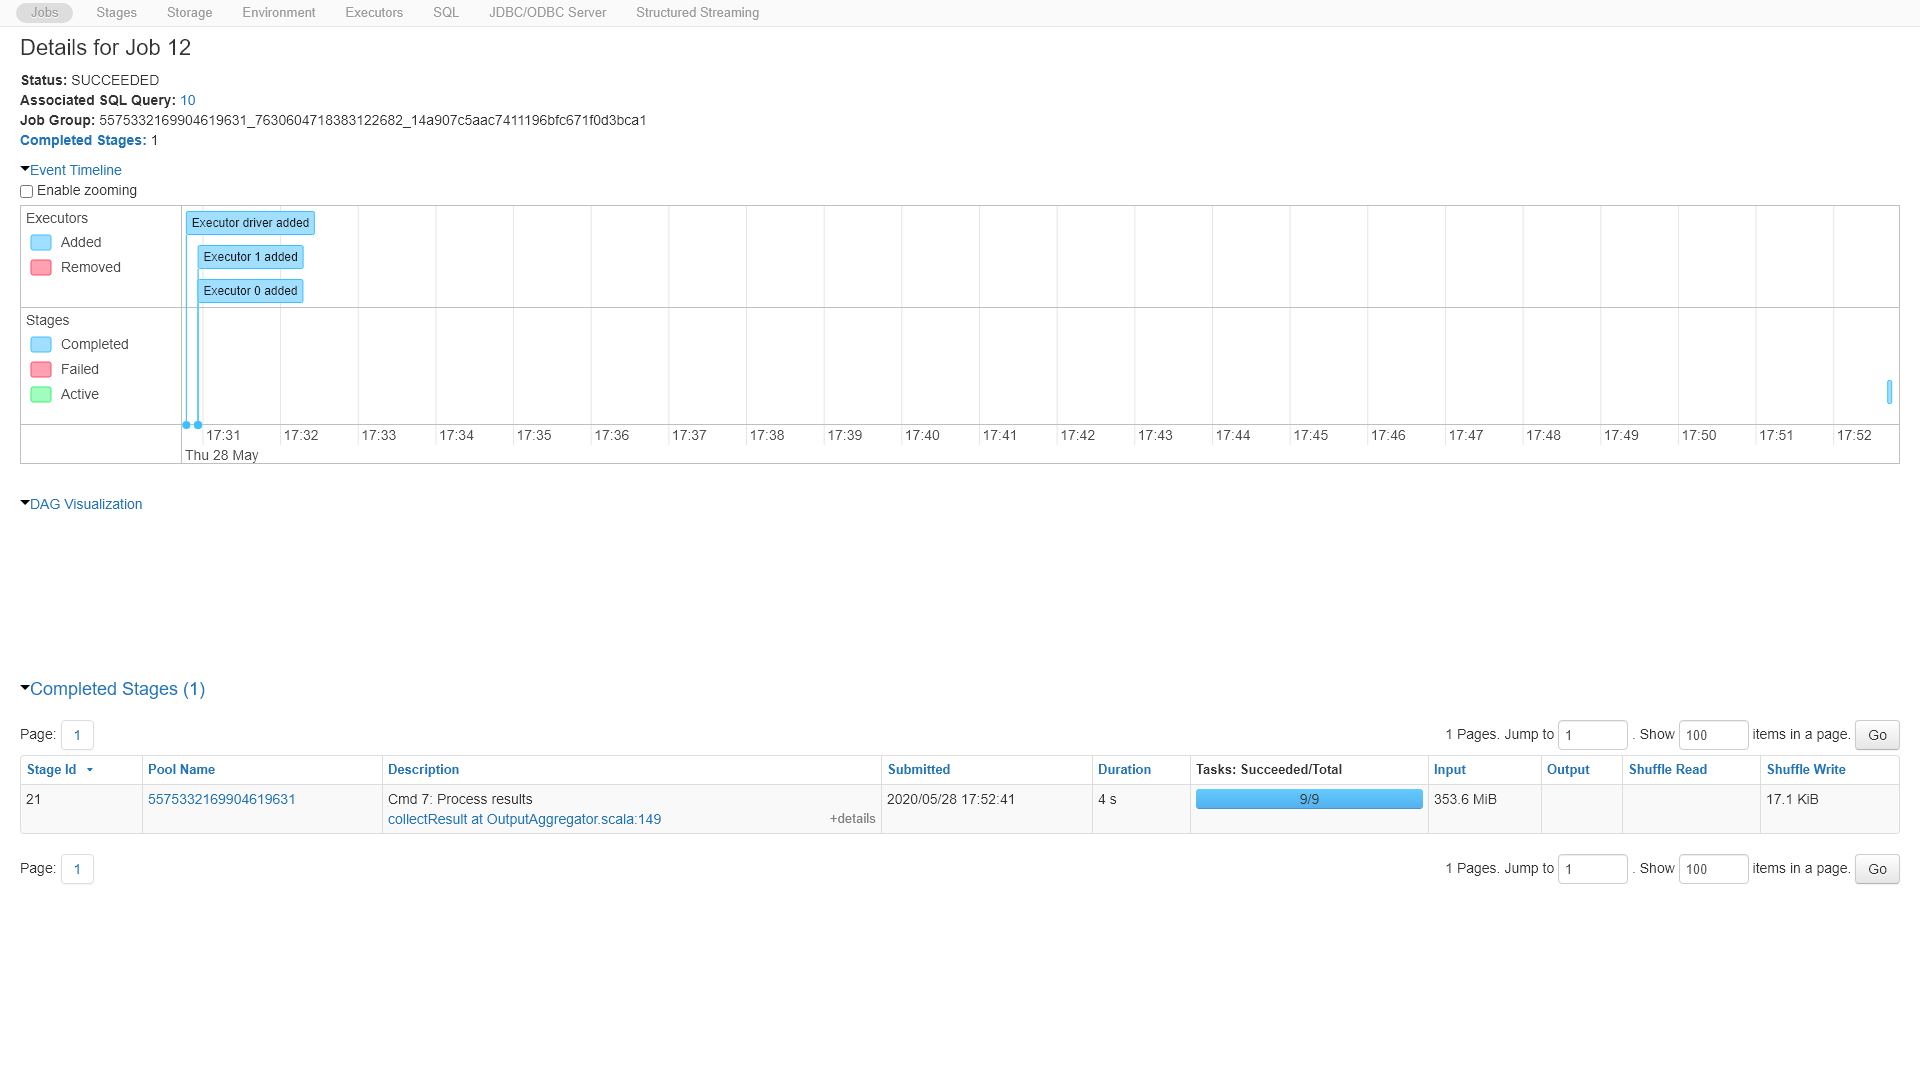 Jobs Stages Storage Environment Executors SQL JDBC/ODBC Server Structured Streaming
Details for Job 12
Status: SUCCEEDED
Associated SQL Query: 10
Job Group: 5575332169904619631_7630604718383122682_14a907c5aac7411196bfc671f0d3bca1
Completed Stages: 1
Event Timeline
Enable zooming
Executors
Added
Removed
Executor driver added
Executor 1 added
Executor 0 added
Stages
Completed
Failed
Active
17:31 17:32 17:33 17:34 17:35 17:36 17:37 17:38 17:39 17:40 17:41 17:42 17:43 17:44 17:45 17:46 17:47 17:48 17:49 17:50 17:51 17:52
Thu 28 May
DAG Visualization
Completed Stages (1)
Page: 1 1 Pages. Jump to 1 . Show 100 items in a page. Go
Stage Id Pool Name Description Submitted Duration Tasks: Succeeded/Total Input Output Shuffle Read Shuffle Write
21 5575332169904619631 Cmd 7: Process results 2020/05/28 17:52:41 4 s 9/9 353.6 MiB 17.1 KiB
collectResult at OutputAggregator.scala:149 +details
Page: 1 1 Pages. Jump to 1 . Show 100 items in a page. Go